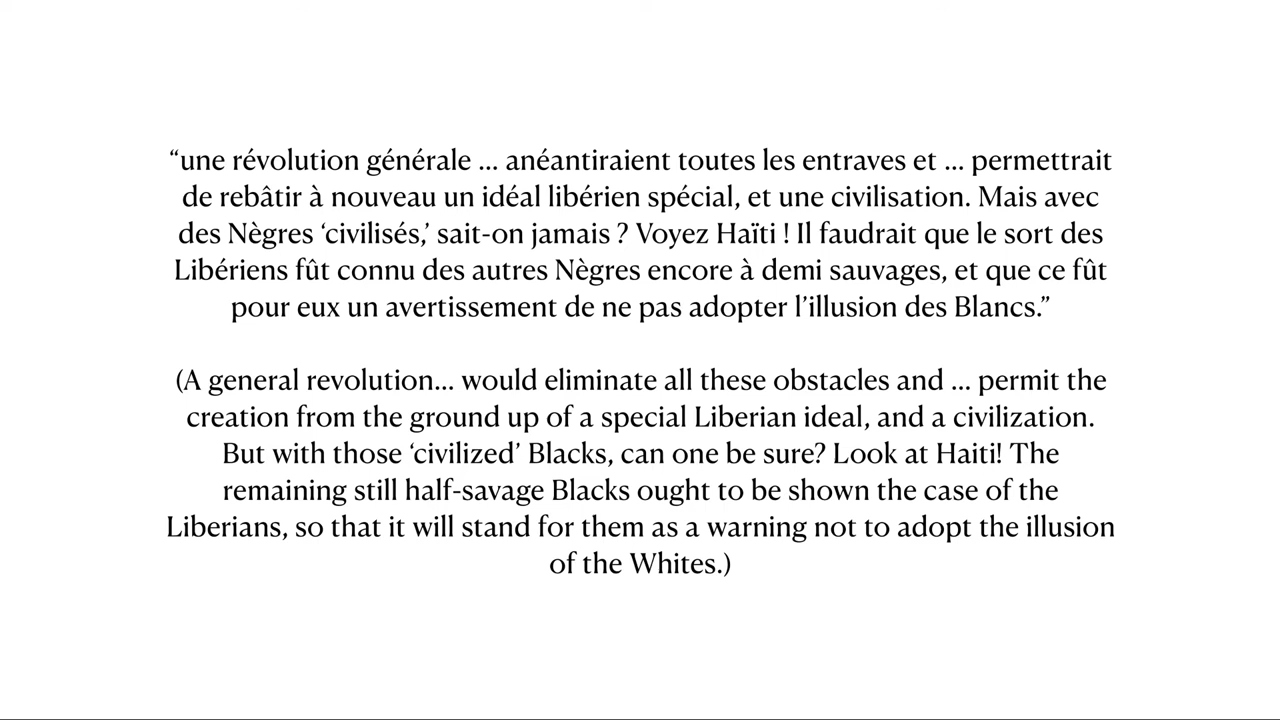 “une révolution générale ... anéantiraient toutes les entraves et ... permettrait
de rebâtir à nouveau un idéal libérien spécial, et une civilisation. Mais avec
des Nègres ‘civilisés,’ sait-on jamais ? Voyez Haïti ! Il faudrait que le sort des
Libériens fût connu des autres Nègres encore à demi sauvages, et que ce fût
pour eux un avertissement de ne pas adopter l’illusion des Blancs.”
(A general revolution... would eliminate all these obstacles and ... permit the
creation from the ground up of a special Liberian ideal, and a civilization.
But with those ‘civilized’ Blacks, can one be sure? Look at Haiti! The
remaining still half-savage Blacks ought to be shown the case of the
Liberians, so that it will stand for them as a warning not to adopt the illusion
of the Whites.)